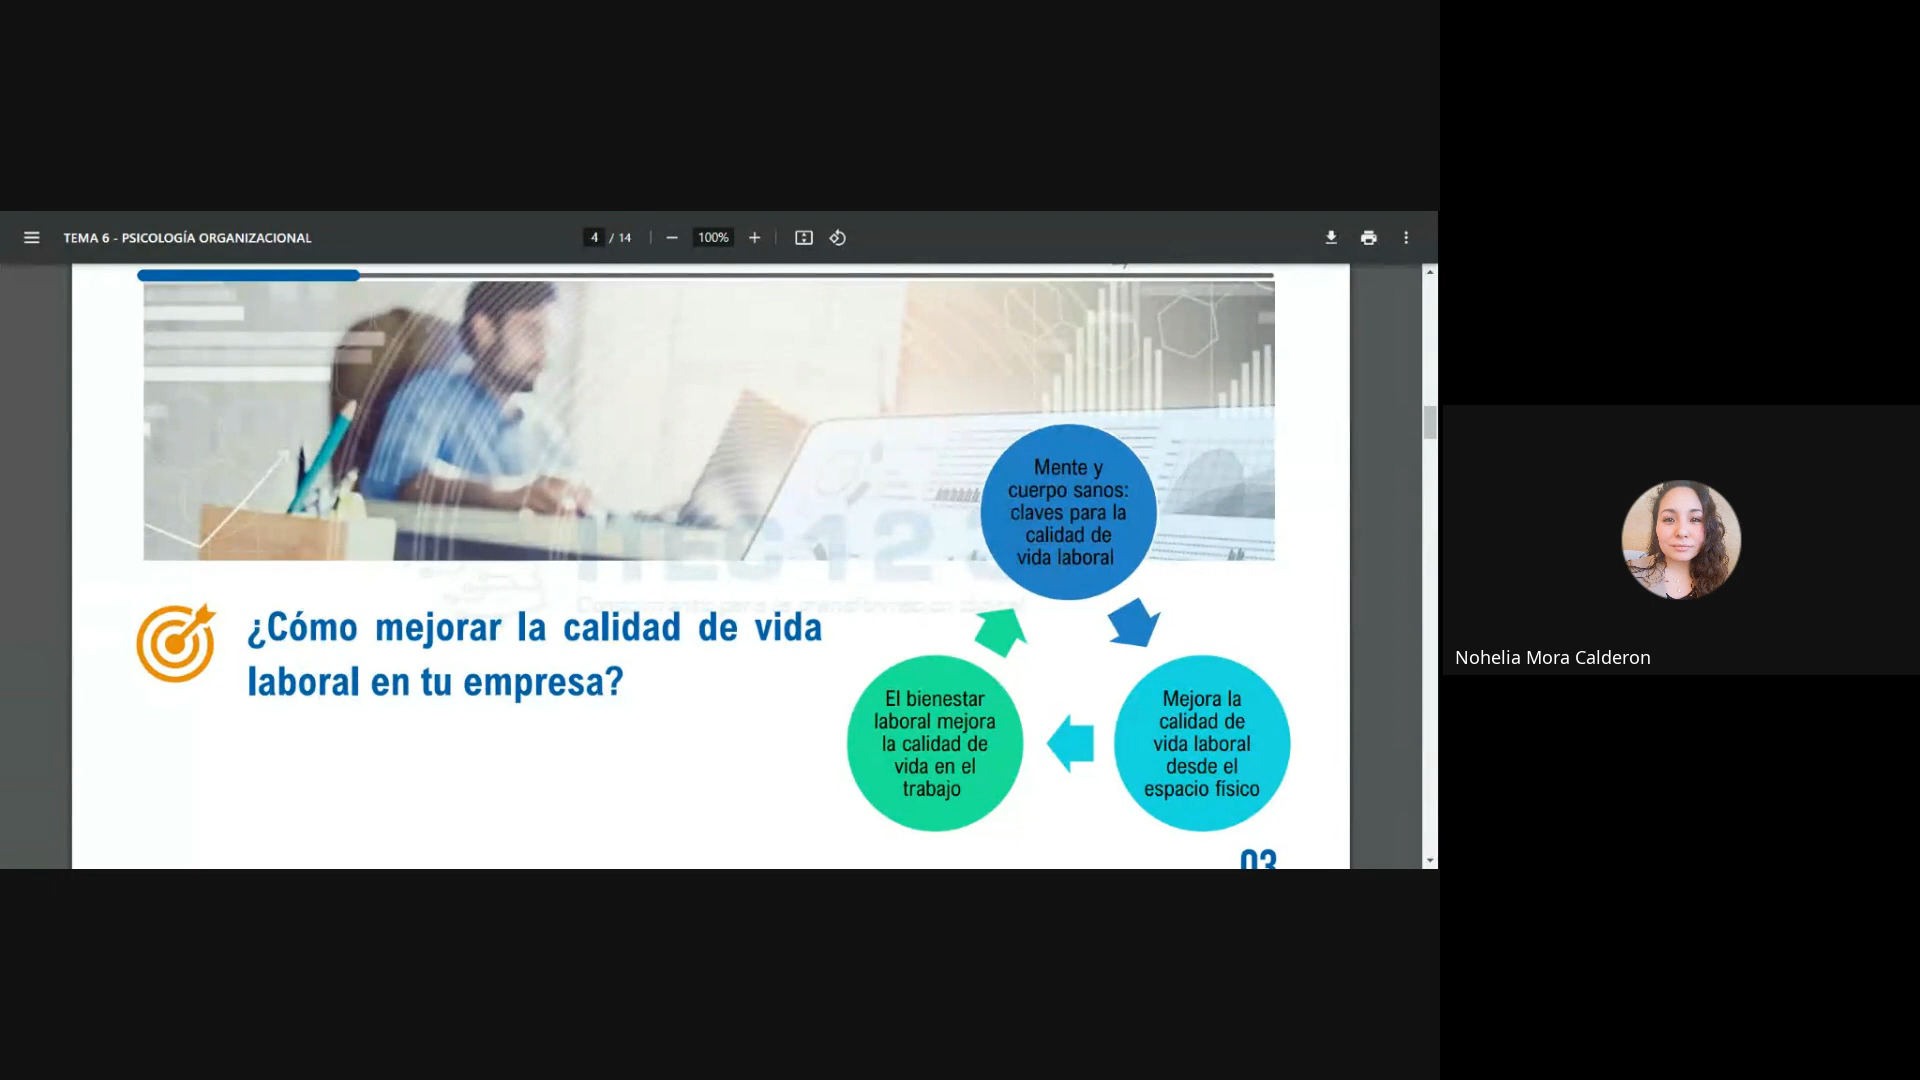 TEMA 6 - PSICOLOGÍA ORGANIZACIONAL
4 / 14
100%
Mente y
cuerpo sanos:
claves para la
calidad de
vida laboral
ITEC12
¿Cómo mejorar la calidad de vida
laboral en tu empresa?
El bienestar
laboral mejora
la calidad de
vida en el
trabajo
Mejora la
calidad de
vida laboral
desde el
espacio físico
03
Nohelia Mora Calderon